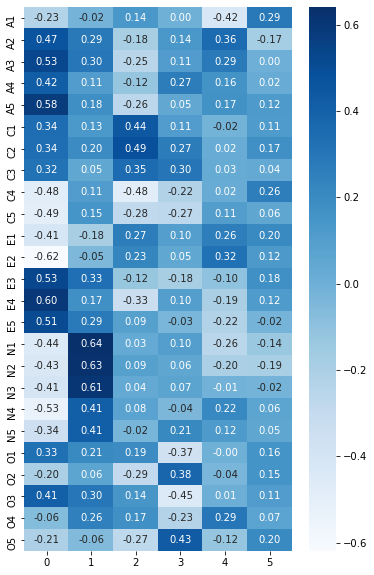 A1 -0.23 -0.02 0.14 0.00 -0.42 0.29
A2 0.47 0.29 -0.18 0.14 0.36 -0.17
A3 0.53 0.30 -0.25 0.11 0.29 0.00
A4 0.42 0.11 -0.12 0.27 0.16 0.02
A5 0.58 0.18 -0.26 0.05 0.17 0.12
C1 0.34 0.13 0.44 0.11 -0.02 0.11
C2 0.34 0.20 0.49 0.27 0.02 0.17
C3 0.32 0.05 0.35 0.30 0.03 0.04
C4 -0.48 0.11 -0.48 -0.22 0.02 0.26
C5 -0.49 0.15 -0.28 -0.27 0.11 0.06
E1 -0.41 -0.18 0.27 0.10 0.26 0.20
E2 -0.62 -0.05 0.23 0.05 0.32 0.12
E3 0.53 0.33 -0.12 -0.18 -0.10 0.18
E4 0.60 0.17 -0.33 0.10 -0.19 0.12
E5 0.51 0.29 0.09 -0.03 -0.22 -0.02
N1 -0.44 0.64 0.03 0.10 -0.26 -0.14
N2 -0.43 0.63 0.09 0.06 -0.20 -0.19
N3 -0.41 0.61 0.04 0.07 -0.01 -0.02
N4 -0.53 0.41 0.08 -0.04 0.22 0.06
N5 -0.34 0.41 -0.02 0.21 0.12 0.05
O1 0.33 0.21 0.19 -0.37 -0.00 0.16
O2 -0.20 0.06 -0.29 0.38 -0.04 0.15
O3 0.41 0.30 0.14 -0.45 0.01 0.11
O4 -0.06 0.26 0.17 -0.23 0.29 0.07
O5 -0.21 -0.06 -0.27 0.43 -0.12 0.20
0 1 2 3 4 5
0.6
0.4
0.2
0.0
-0.2
-0.4
-0.6